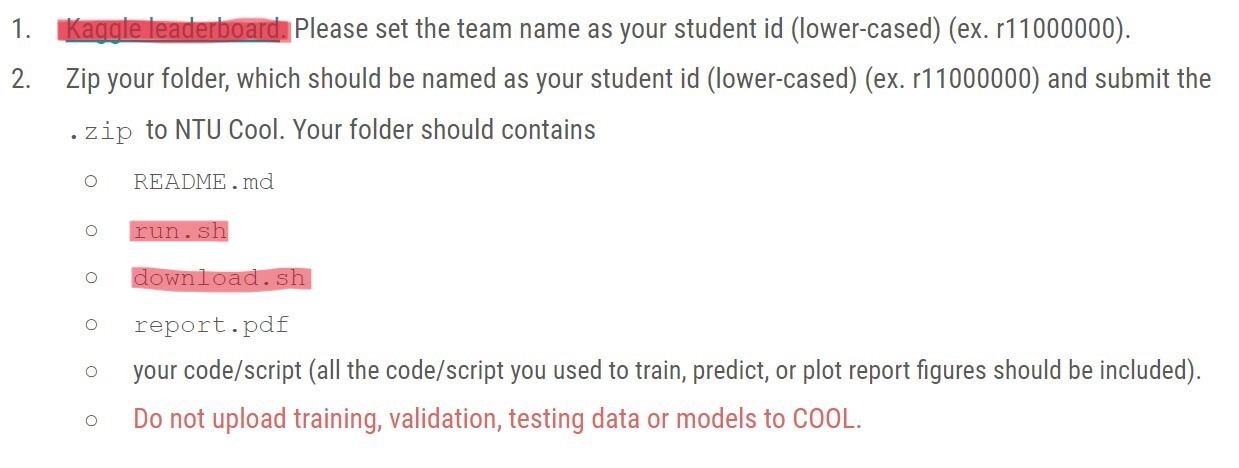 1. Kaggle leaderboard. Please set the team name as your student id (lower-cased) (ex. r11000000).
2. Zip your folder, which should be named as your student id (lower-cased) (ex. r11000000) and submit the
.zip to NTU Cool. Your folder should contains
○ README.md
○ run.sh
○ download.sh
○ report.pdf
○ your code/script (all the code/script you used to train, predict, or plot report figures should be included).
○ Do not upload training, validation, testing data or models to COOL.